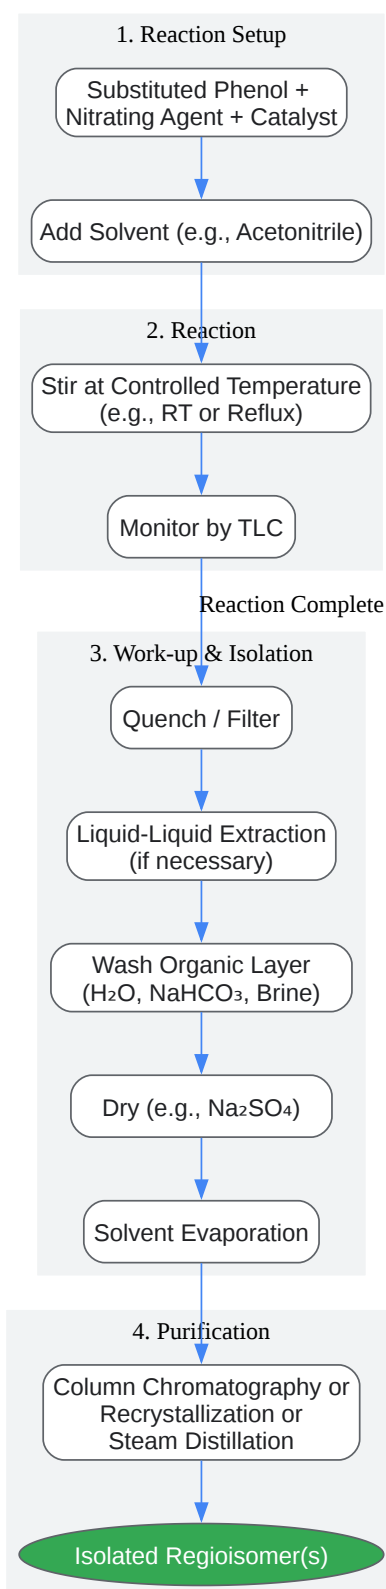 1. Reaction Setup
Substituted Phenol +
Nitrating Agent + Catalyst
Add Solvent (e.g., Acetonitrile)
2. Reaction
Stir at Controlled Temperature
(e.g., RT or Reflux)
Monitor by TLC
Reaction Complete
3. Work-up & Isolation
Quench / Filter
Liquid-Liquid Extraction
(if necessary)
Wash Organic Layer
(H₂O, NaHCO₃, Brine)
Dry (e.g., Na₂SO₄)
Solvent Evaporation
4. Purification
Column Chromatography or
Recrystallization or
Steam Distillation
Isolated Regioisomer(s)